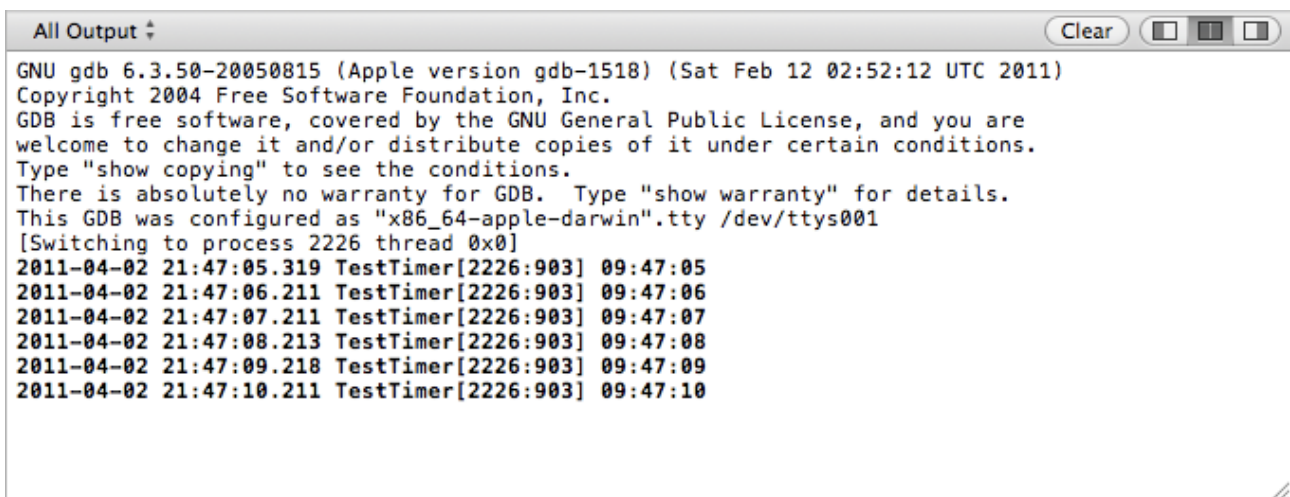 All Output
Clear
GNU gdb 6.3.50-20050815 (Apple version gdb-1518) (Sat Feb 12 02:52:12 UTC 2011)
Copyright 2004 Free Software Foundation, Inc.
GDB is free software, covered by the GNU General Public License, and you are
welcome to change it and/or distribute copies of it under certain conditions.
Type "show copying" to see the conditions.
There is absolutely no warranty for GDB.  Type "show warranty" for details.
This GDB was configured as "x86_64-apple-darwin".tty /dev/ttys001
[Switching to process 2226 thread 0x0]
2011-04-02 21:47:05.319 TestTimer[2226:903] 09:47:05
2011-04-02 21:47:06.211 TestTimer[2226:903] 09:47:06
2011-04-02 21:47:07.211 TestTimer[2226:903] 09:47:07
2011-04-02 21:47:08.213 TestTimer[2226:903] 09:47:08
2011-04-02 21:47:09.218 TestTimer[2226:903] 09:47:09
2011-04-02 21:47:10.211 TestTimer[2226:903] 09:47:10